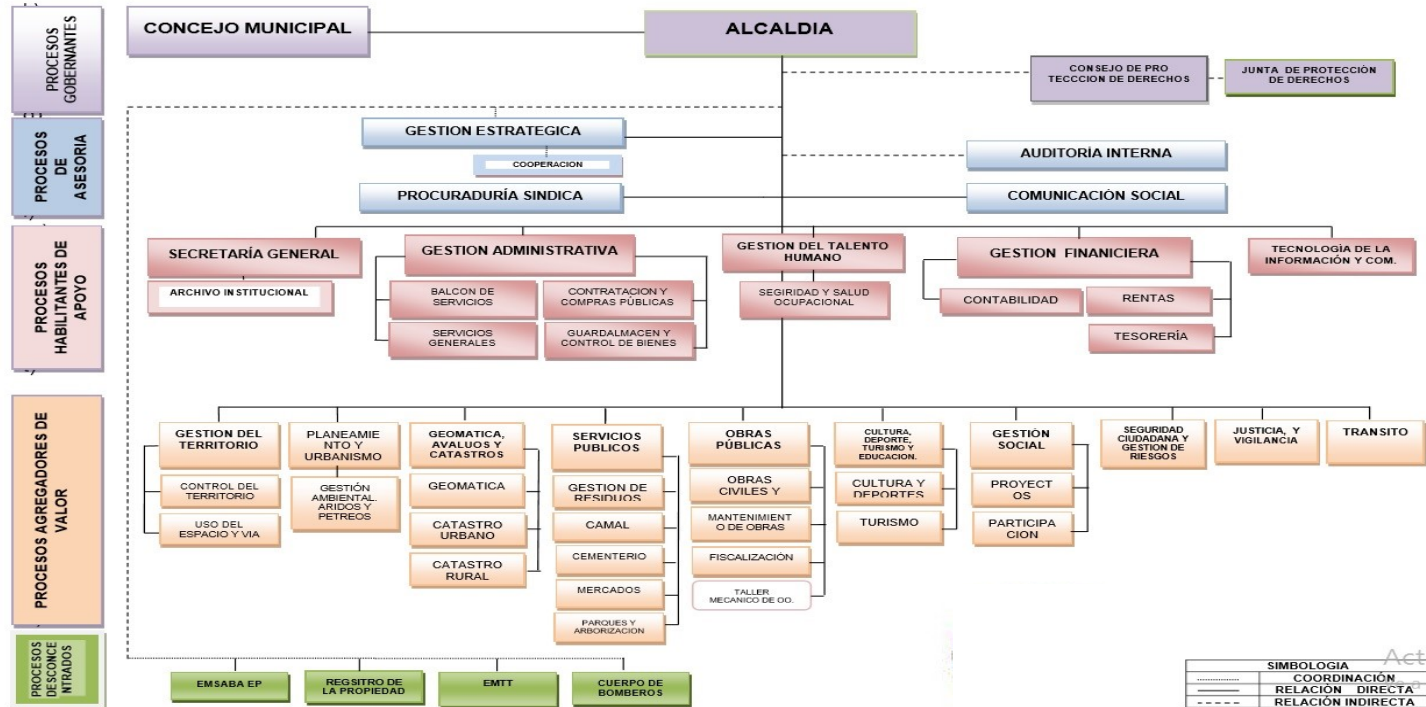 PROCESOS
GOBERNANTES
CONCEJO MUNICIPAL
ALCALDIA
CONSEJO DE PRO
TECCCION DE DERECHOS
JUNTA DE PROTECCIÓN
DE DERECHOS
PROCESOS
DE
ASESORIA
GESTION ESTRATEGICA
COOPERACION
AUDITORÍA INTERNA
PROCURADURÍA SINDICA
COMUNICACIÓN SOCIAL
PROCESOS
HABILITANTES DE
APOYO
SECRETARÍA GENERAL
ARCHIVO INSTITUCIONAL
GESTION ADMINISTRATIVA
BALCON DE
SERVICIOS
CONTRATACION Y
COMPRAS PÚBLICAS
SERVICIOS
GENERALES
GUARDALMACEN Y
CONTROL DE BIENES
GESTION DEL TALENTO
HUMANO
SEGIRIDAD Y SALUD
OCUPACIONAL
GESTION FINANCIERA
CONTABILIDAD
RENTAS
TESORERÍA
TECNOLOGÌA DE LA
INFORMACIÓN Y COM.
PROCESOS AGREGADORES DE
VALOR
GESTION DEL
TERRITORIO
CONTROL DEL
TERRITORIO
USO DEL
ESPACIO Y VIA
PLANEAMIE
NTO Y
URBANISMO
GESTIÓN
AMBIENTAL.
ARIDOS Y
PETREOS
GEOMATICA,
AVALUOS Y
CATASTROS
GEOMATICA
CATASTRO
URBANO
CATASTRO
RURAL
SERVICIOS
PUBLICOS
GESTION DE
RESIDUOS
CAMAL
CEMENTERIO
MERCADOS
PARQUES Y
ARBORIZACION
OBRAS
PÚBLICAS
OBRAS
CIVILES Y
MANTENIMIENT
O DE OBRAS
FISCALIZACIÓN
TALLER
MECANICO DE OO.
CULTURA,
DEPORTE,
TURISMO Y
EDUCACION.
CULTURA Y
DEPORTES
TURISMO
GESTIÒN
SOCIAL
PROYECT
OS
PARTICIPA
CION
SEGURIDAD
CIUDADANA Y
GESTION DE
RIESGOS
JUSTICIA, Y
VIGILANCIA
TRANSITO
PROCESOS
DESCONCE
NTRADOS
EMSABA EP
REGSITRO DE
LA PROPIEDAD
EMTT
CUERPO DE
BOMBEROS
SIMBOLOGIA
COORDINACIÓN
RELACIÓN DIRECTA
RELACIÓN INDIRECTA
Act